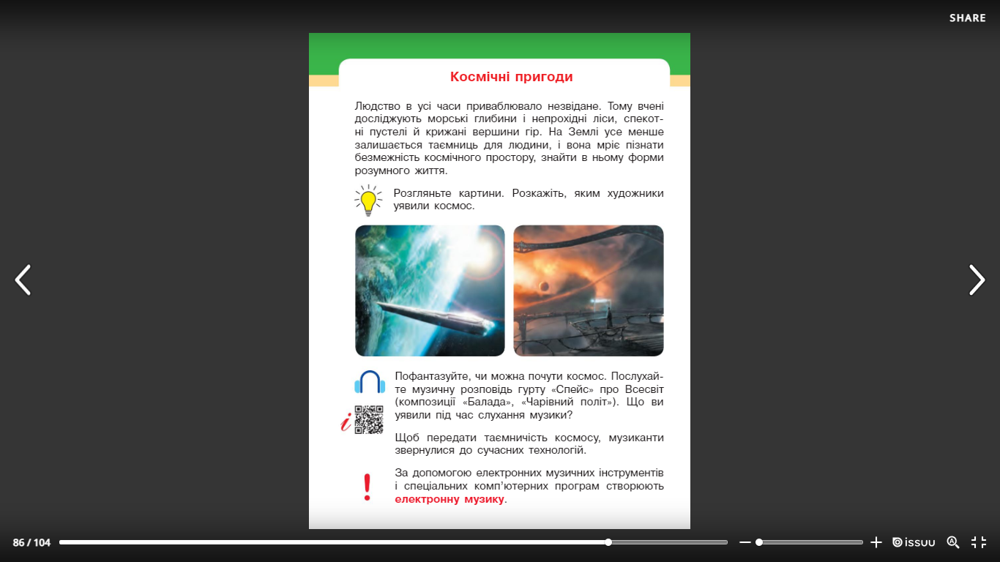 SHARE
Космічні пригоди
Людство в усі часи приваблювало незвідане. Тому вчені
досліджують морські глибини і непрохідні ліси, спекот-
ні пустелі й крижані вершини гір. На Землі усе менше
залишається таємниць для людини, і вона мріє пізнати
безмежність космічного простору, знайти в ньому форми
розумного життя.
Розгляньте картини. Розкажіть, яким художники
уявили космос.
Пофантазуйте, чи можна почути космос. Послухай-
те музичну розповідь гурту «Спейс» про Всесвіт
(композиції «Балада», «Чарівний політ»). Що ви
уявили під час слухання музики?
i
Щоб передати таємничість космосу, музиканти
звернулися до сучасних технологій.
!
За допомогою електронних музичних інструментів
і спеціальних комп’ютерних програм створюють
електронну музику.
86 / 104
issuu